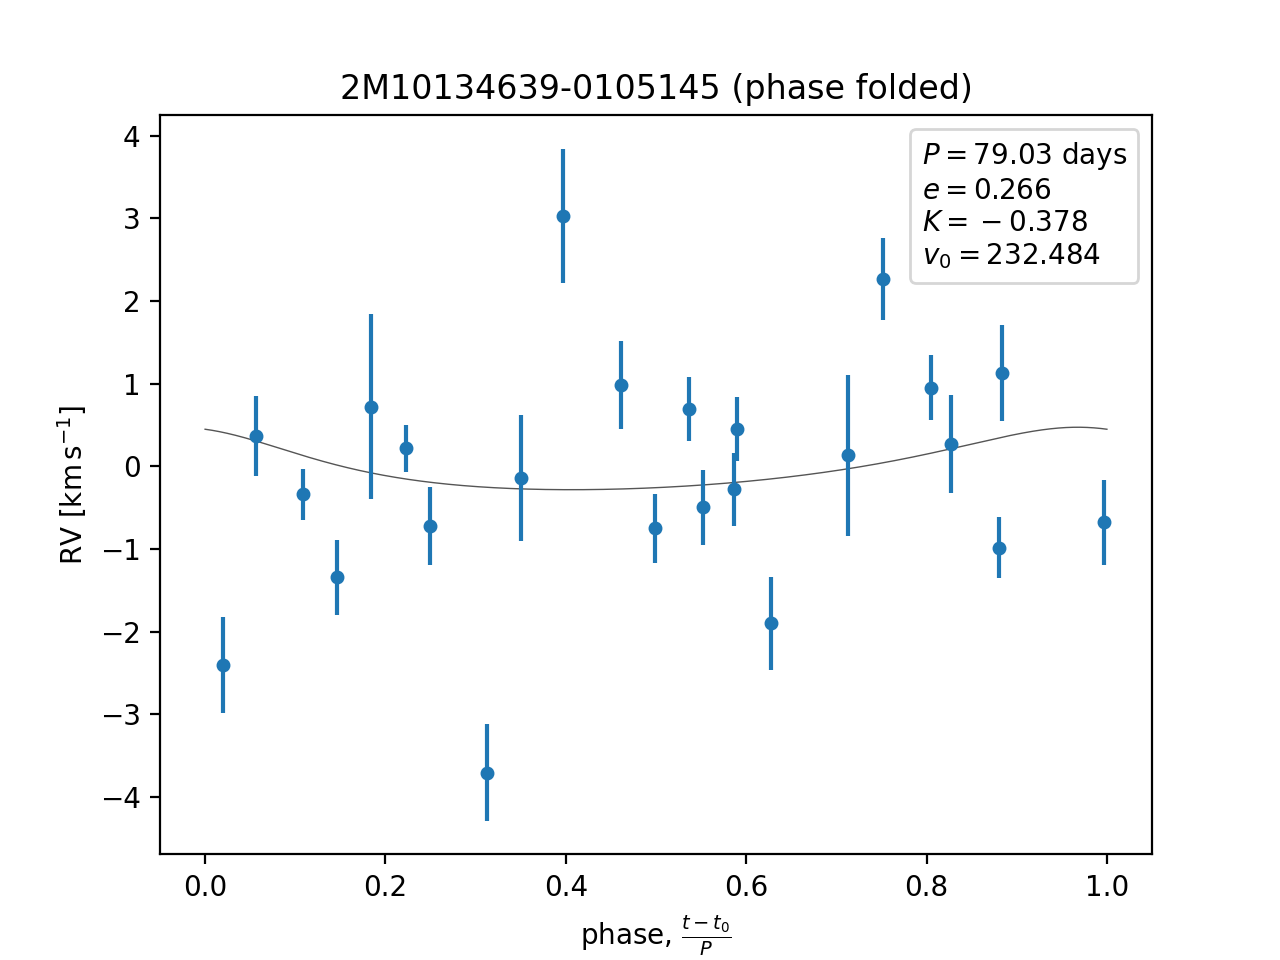 2M10134639-0105145 (phase folded)
P = 79.03 days
e = 0.266
K = −0.378
v₀ = 232.484
4
3
2
1
0
−1
−2
−3
−4
RV [km s⁻¹]
0.0 0.2 0.4 0.6 0.8 1.0
phase, (t − t₀)/P